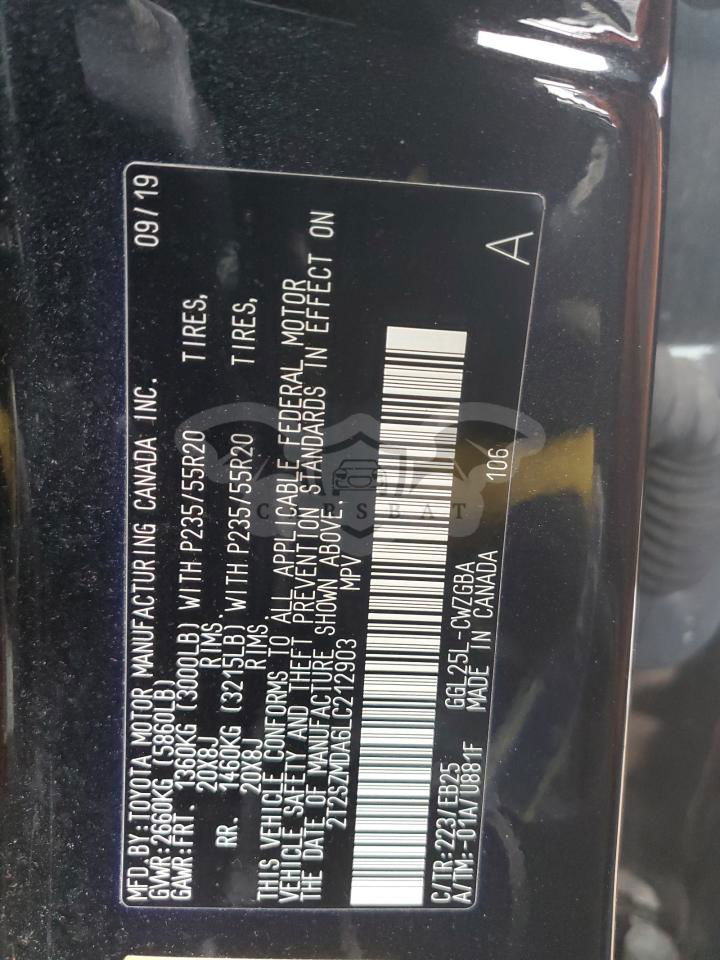 MFD.BY:TOYOTA MOTOR MANUFACTURING CANADA INC. 09/19
GVWR:2660KG (5860LB)
GAWR:FRT. 1360KG (3000LB) WITH P235/55R20 TIRES,
20X8J RIMS,
RR. 1460KG (3215LB) WITH P235/55R20 TIRES,
20X8J RIMS.
THIS VEHICLE CONFORMS TO ALL APPLICABLE FEDERAL MOTOR
VEHICLE SAFETY AND THEFT PREVENTION STANDARDS IN EFFECT ON
THE DATE OF MANUFACTURE SHOWN ABOVE.
2T2SZMDA6LC212903 MPV
C/TR:223/EB25 GGL25L-CWZGBA 106 A
A/TM:-01A/U881F MADE IN CANADA
CARSBAT